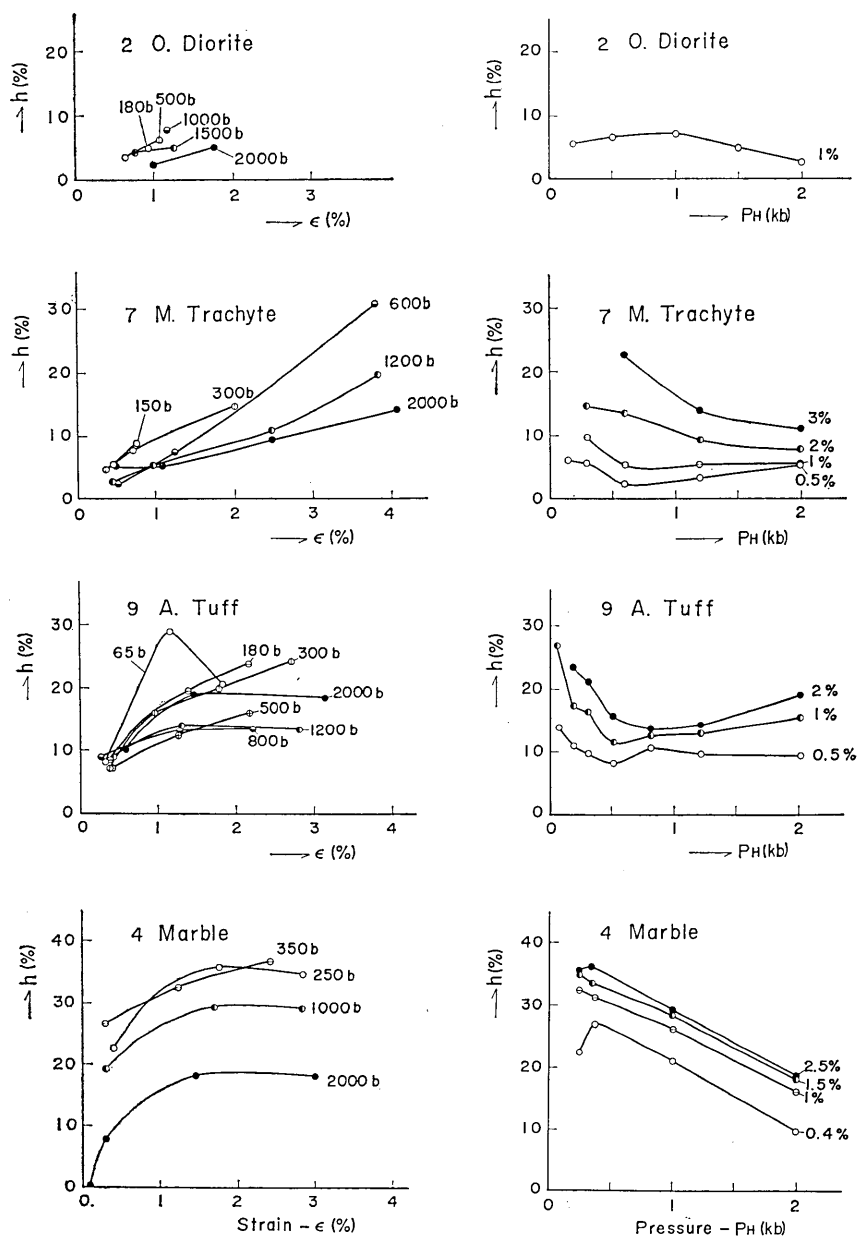 2 O. Diorite
→ h (%)
20
10
0
180b
500b
1000b
1500b
2000b
0 1 2 3
→ ϵ (%)
2 O. Diorite
→ h (%)
20
10
0
1%
0 1 2
→ PH (kb)
7 M. Trachyte
→ h (%)
30
20
10
0
150b
300b
600b
1200b
2000b
0 1 2 3 4
→ ϵ (%)
7 M. Trachyte
→ h (%)
30
20
10
0
3%
2%
1%
0.5%
0 1 2
→ PH (kb)
9 A. Tuff
→ h (%)
30
20
10
0
65b
180b
300b
2000b
500b
1200b
800b
0 1 2 3 4
→ ϵ (%)
9 A. Tuff
→ h (%)
30
20
10
0
2%
1%
0.5%
0 1 2
→ PH (kb)
4 Marble
→ h (%)
40
30
20
10
0
350b
250b
1000b
2000b
0. 1 2 3 4
Strain - ϵ (%)
4 Marble
→ h (%)
40
30
20
10
0
2.5%
1.5%
1%
0.4%
0 1 2
Pressure - PH (kb)